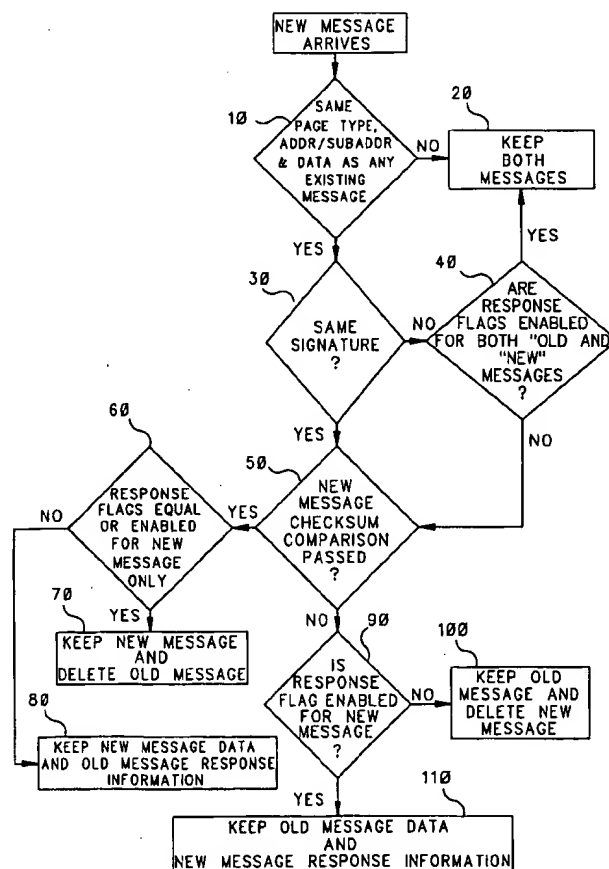 NEW MESSAGE
ARRIVES
10
SAME
PAGE TYPE,
ADDR/SUBADDR
& DATA AS ANY
EXISTING
MESSAGE
NO
20
KEEP
BOTH
MESSAGES
YES
YES
30
SAME
SIGNATURE
?
NO
40
ARE
RESPONSE
FLAGS ENABLED
FOR BOTH "OLD AND
"NEW"
MESSAGES
?
YES
NO
50
NEW
MESSAGE
CHECKSUM
COMPARISON
PASSED
?
YES
NO
60
RESPONSE
FLAGS EQUAL
OR ENABLED
FOR NEW
MESSAGE
ONLY
NO
YES
70
KEEP NEW MESSAGE
AND
DELETE OLD MESSAGE
80
KEEP NEW MESSAGE DATA
AND OLD MESSAGE RESPONSE
INFORMATION
90
IS
RESPONSE
FLAG ENABLED
FOR NEW
MESSAGE
?
NO
100
KEEP OLD
MESSAGE AND
DELETE NEW
MESSAGE
YES
110
KEEP OLD MESSAGE DATA
AND
NEW MESSAGE RESPONSE INFORMATION